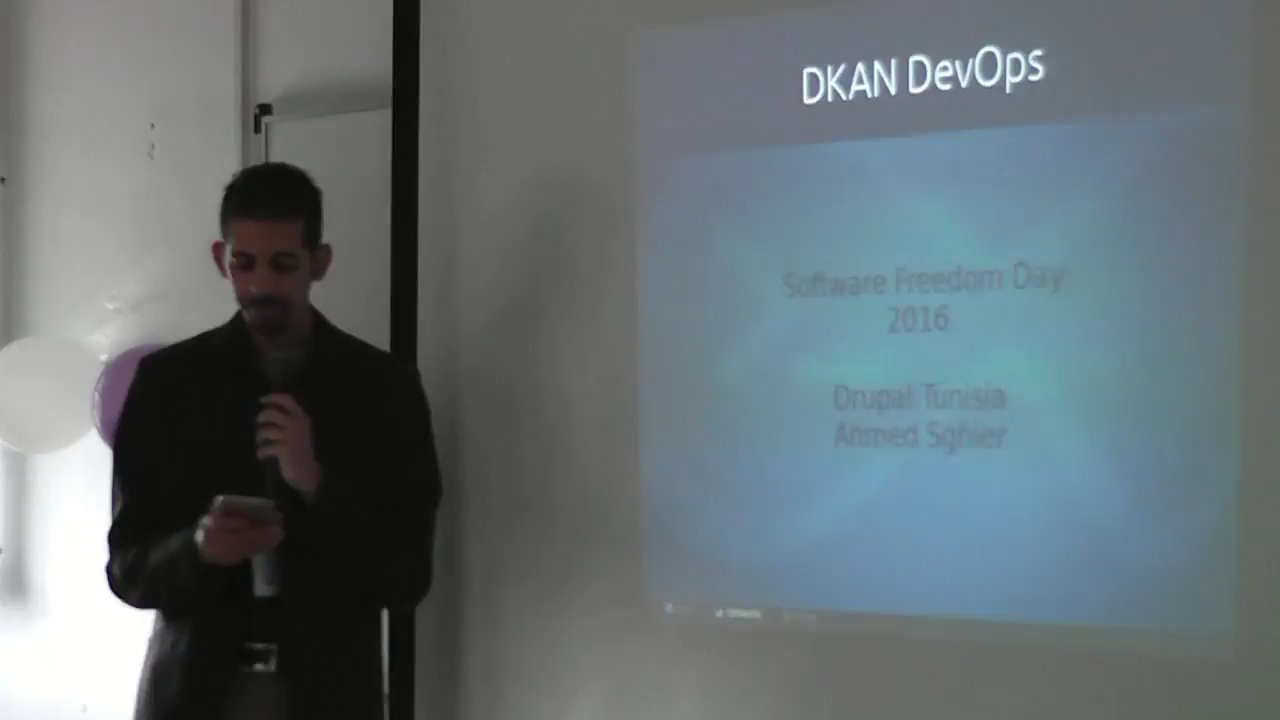 DKAN DevOps
Software Freedom Day
2016
Drupal Tunisia
Ahmed Sghier